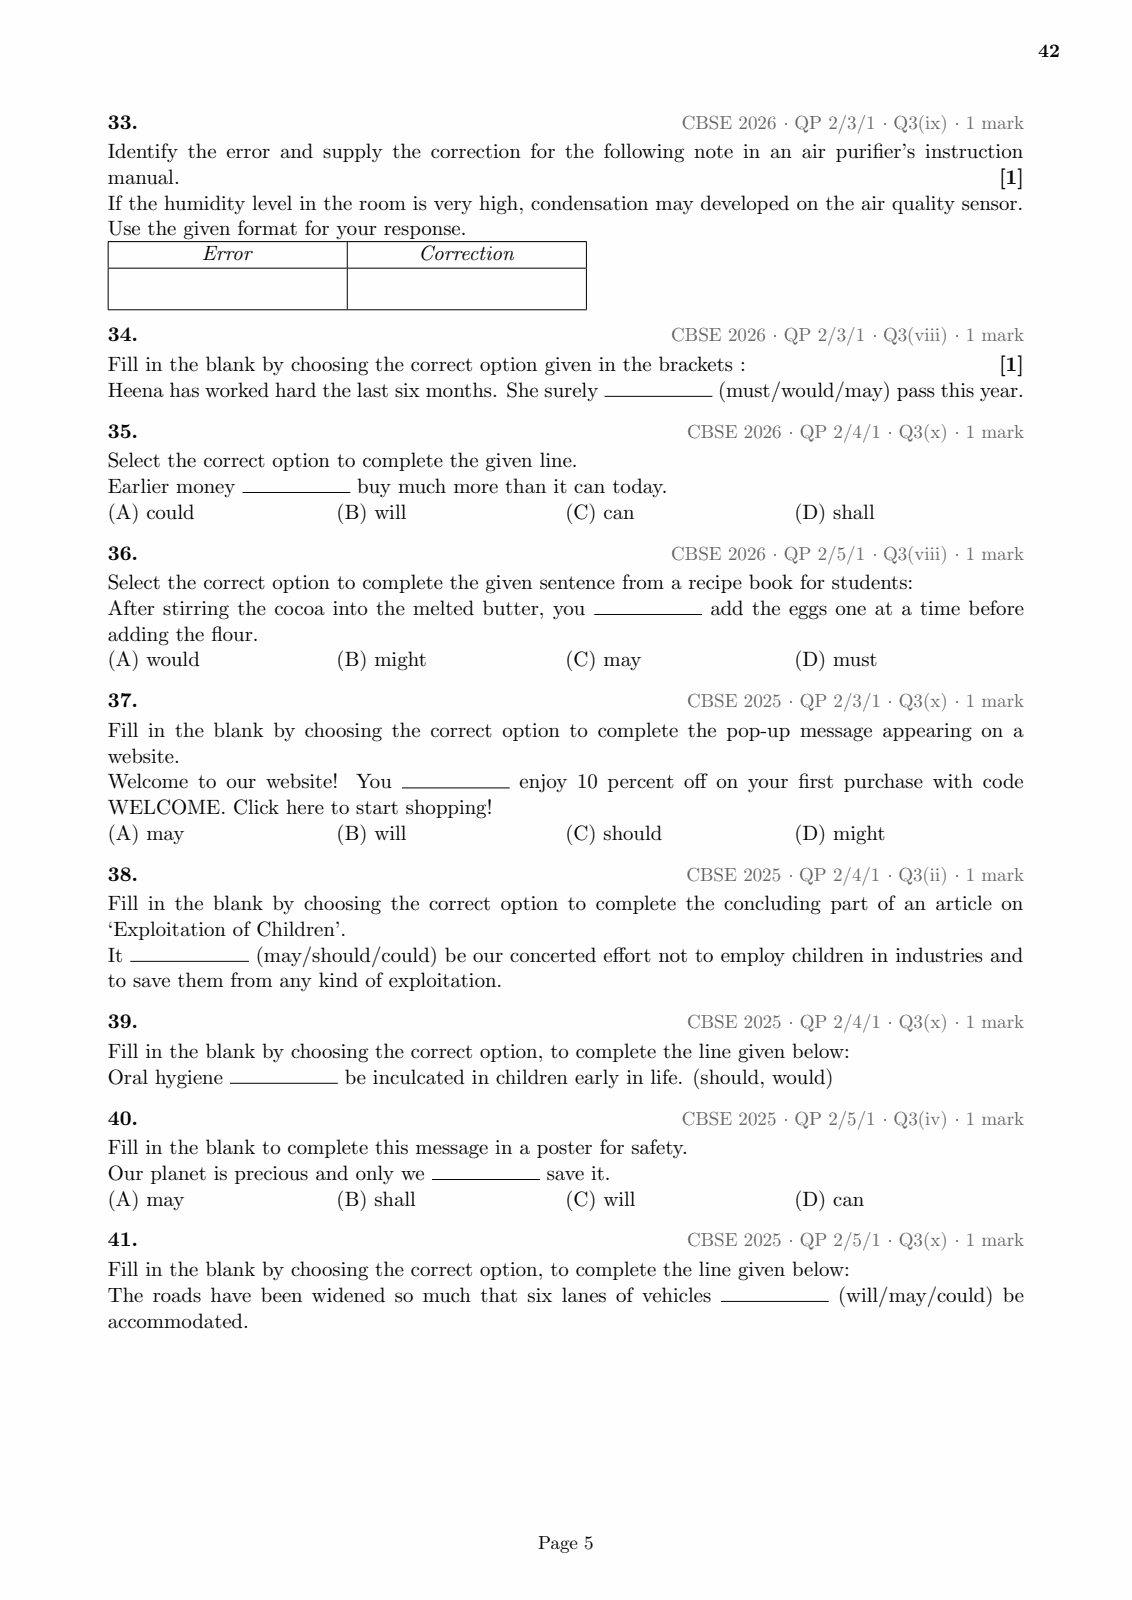 42
33. CBSE 2026 · QP 2/3/1 · Q3(ix) · 1 mark
Identify the error and supply the correction for the following note in an air purifier's instruction
manual. [1]
If the humidity level in the room is very high, condensation may developed on the air quality sensor.
Use the given format for your response.
Error Correction
34. CBSE 2026 · QP 2/3/1 · Q3(viii) · 1 mark
Fill in the blank by choosing the correct option given in the brackets : [1]
Heena has worked hard the last six months. She surely __________ (must/would/may) pass this year.
35. CBSE 2026 · QP 2/4/1 · Q3(x) · 1 mark
Select the correct option to complete the given line.
Earlier money __________ buy much more than it can today.
(A) could (B) will (C) can (D) shall
36. CBSE 2026 · QP 2/5/1 · Q3(viii) · 1 mark
Select the correct option to complete the given sentence from a recipe book for students:
After stirring the cocoa into the melted butter, you __________ add the eggs one at a time before
adding the flour.
(A) would (B) might (C) may (D) must
37. CBSE 2025 · QP 2/3/1 · Q3(x) · 1 mark
Fill in the blank by choosing the correct option to complete the pop-up message appearing on a
website.
Welcome to our website! You __________ enjoy 10 percent off on your first purchase with code
WELCOME. Click here to start shopping!
(A) may (B) will (C) should (D) might
38. CBSE 2025 · QP 2/4/1 · Q3(ii) · 1 mark
Fill in the blank by choosing the correct option to complete the concluding part of an article on
‘Exploitation of Children’.
It ___________ (may/should/could) be our concerted effort not to employ children in industries and
to save them from any kind of exploitation.
39. CBSE 2025 · QP 2/4/1 · Q3(x) · 1 mark
Fill in the blank by choosing the correct option, to complete the line given below:
Oral hygiene __________ be inculcated in children early in life. (should, would)
40. CBSE 2025 · QP 2/5/1 · Q3(iv) · 1 mark
Fill in the blank to complete this message in a poster for safety.
Our planet is precious and only we __________ save it.
(A) may (B) shall (C) will (D) can
41. CBSE 2025 · QP 2/5/1 · Q3(x) · 1 mark
Fill in the blank by choosing the correct option, to complete the line given below:
The roads have been widened so much that six lanes of vehicles __________ (will/may/could) be
accommodated.
Page 5